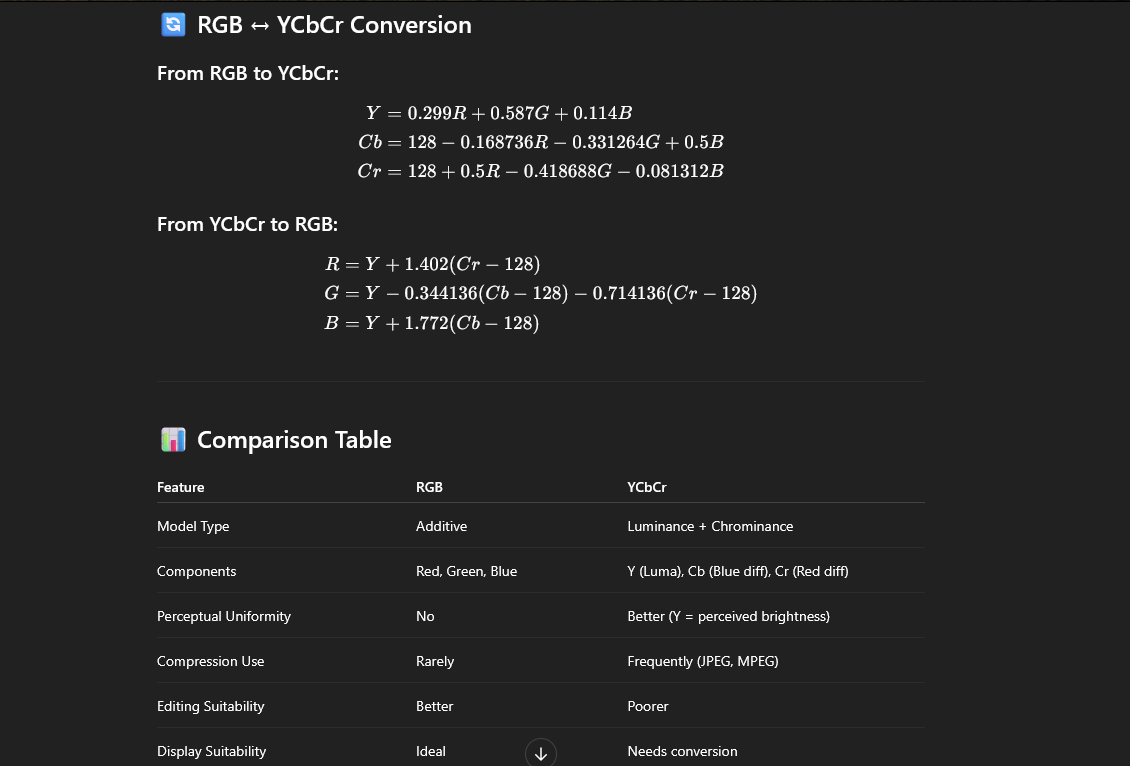 RGB ↔ YCbCr Conversion
From RGB to YCbCr:
Y = 0.299R + 0.587G + 0.114B
Cb = 128 − 0.168736R − 0.331264G + 0.5B
Cr = 128 + 0.5R − 0.418688G − 0.081312B
From YCbCr to RGB:
R = Y + 1.402(Cr − 128)
G = Y − 0.344136(Cb − 128) − 0.714136(Cr − 128)
B = Y + 1.772(Cb − 128)
Comparison Table
Feature RGB YCbCr
Model Type Additive Luminance + Chrominance
Components Red, Green, Blue Y (Luma), Cb (Blue diff), Cr (Red diff)
Perceptual Uniformity No Better (Y = perceived brightness)
Compression Use Rarely Frequently (JPEG, MPEG)
Editing Suitability Better Poorer
Display Suitability Ideal Needs conversion